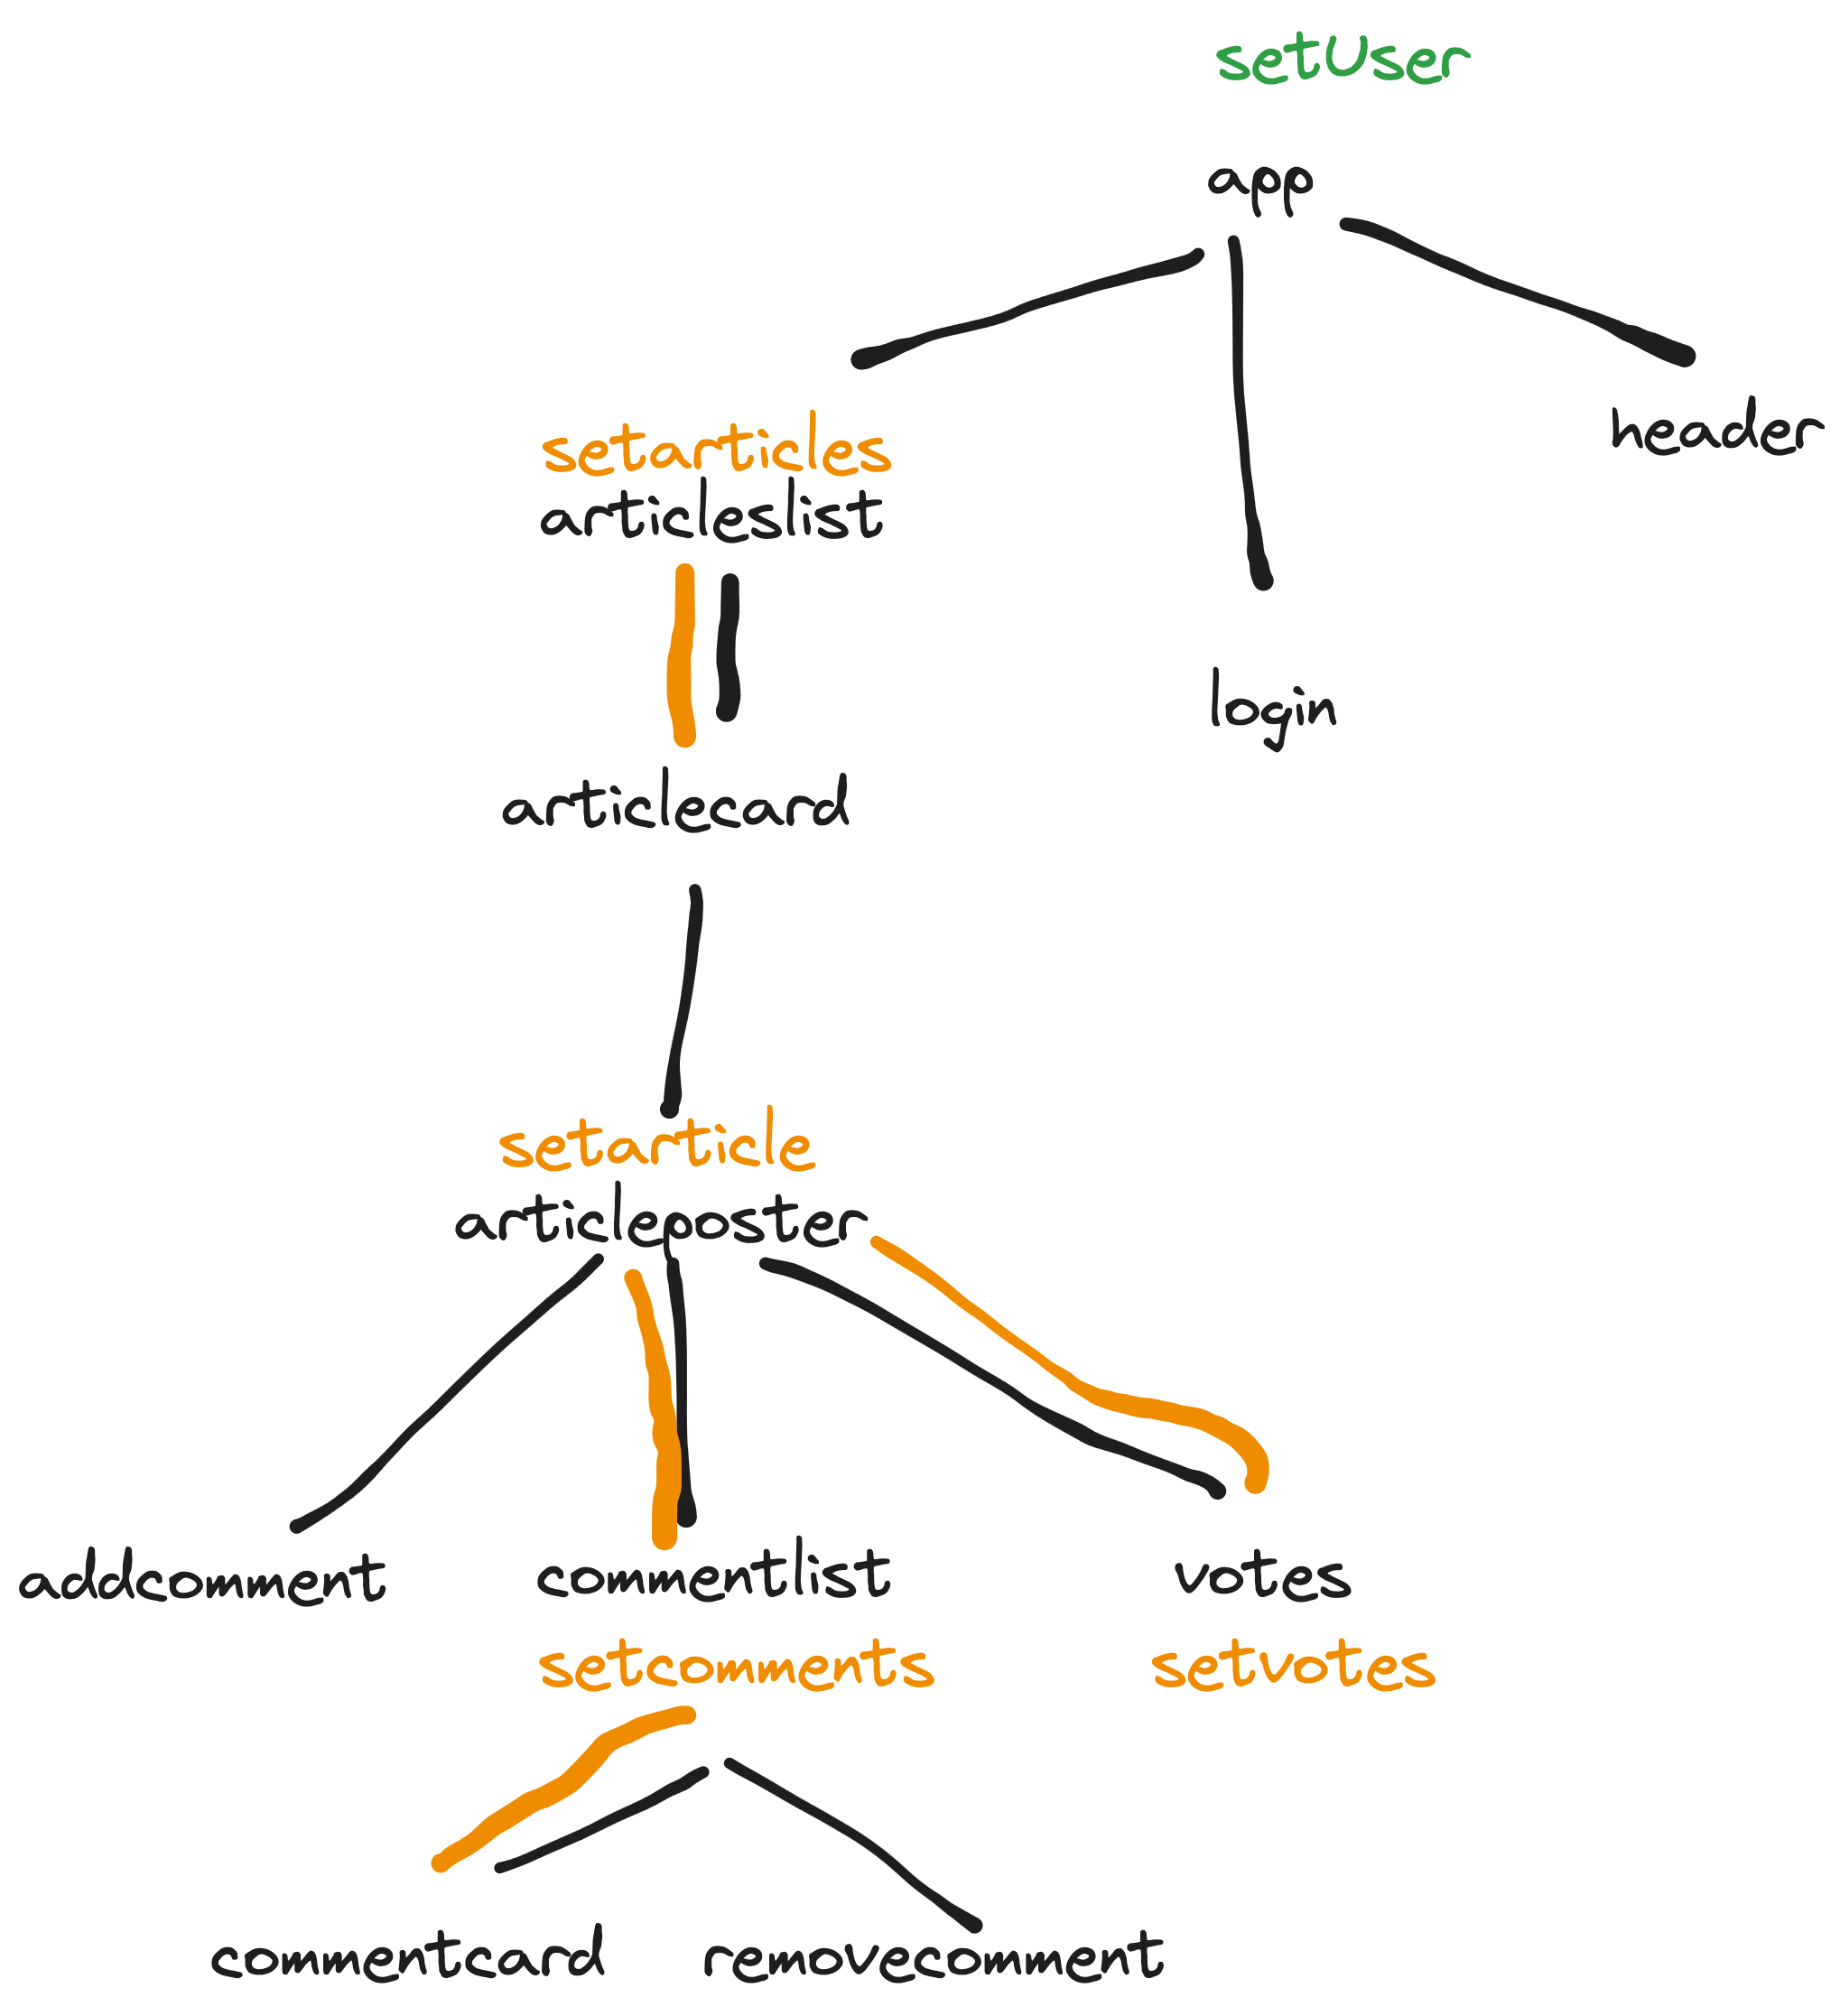 setUser
app
setarticles
articleslist
header
login
articlecard
setarticle
articleposter
addcomment
commentlist
votes
setcomments
setvotes
commentcard
removecomment